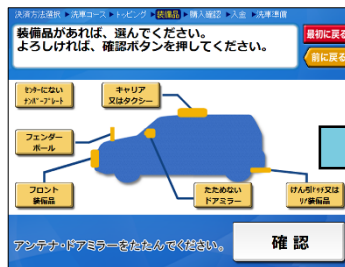 決済方法選択 ▶洗車コース ▶トッピング ▶装備品 ▶購入確認 ▶入金 ▶洗車準備
装備品があれば、選んでください。
よろしければ、確認ボタンを押してください。
最初に戻る
前に戻る
センターにない
ナンバープレート
キャリア
又はタクシー
フェンダー
ポール
フロント
装備品
たためない
ドアミラー
けん引フック又は
リア装備品
アンテナ・ドアミラーをたたんでください。
確 認